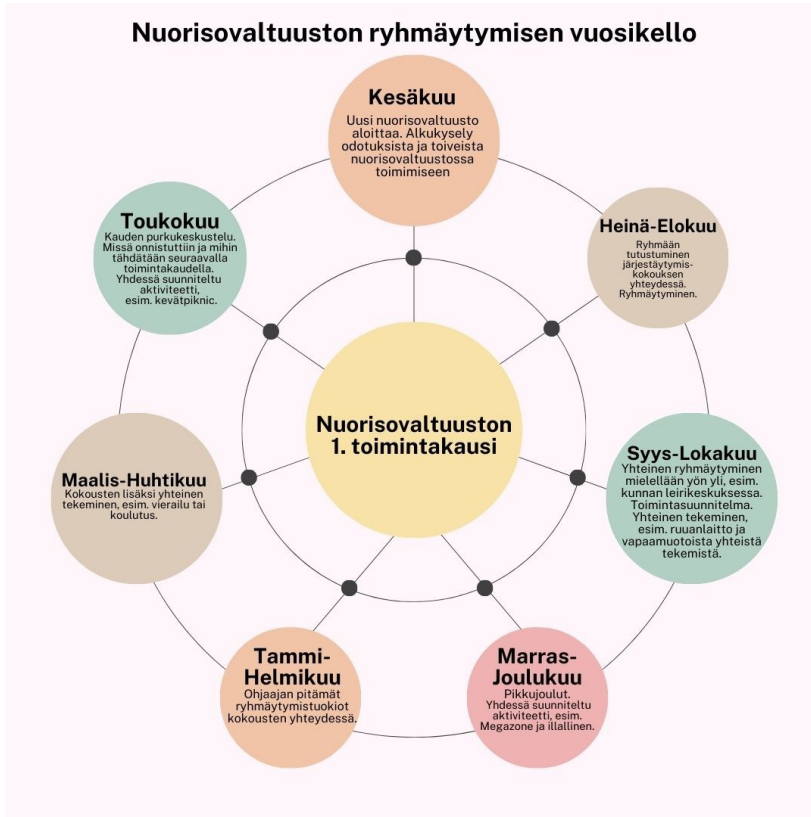 Nuorisovaltuuston ryhmäytymisen vuosikello
Kesäkuu
Uusi nuorisovaltuusto
aloittaa. Alkukysely
odotuksista ja toiveista
nuorisovaltuustossa
toimimiseen
Heinä-Elokuu
Ryhmään
tutustuminen
järjestäytymis-
kokouksen
yhteydessä.
Ryhmäytyminen.
Syys-Lokakuu
Yhteinen ryhmäytyminen
mielellään yön yli, esim.
kunnan leirikeskuksessa.
Toimintasuunnitelma.
Yhteinen tekeminen,
esim. ruuanlaitto ja
vapaamuotoista yhteistä
tekemistä.
Marras-
Joulukuu
Pikkujoulut.
Yhdessä suunniteltu
aktiviteetti, esim.
Megazone ja illallinen.
Tammi-
Helmikuu
Ohjaajan pitämät
ryhmäytymistuokiot
kokousten yhteydessä.
Maalis-Huhtikuu
Kokousten lisäksi yhteinen
tekeminen, esim. vierailu tai
koulutus.
Toukokuu
Kauden purkukeskustelu.
Missä onnistuttiin ja mihin
tähdätään seuraavalla
toimintakaudella.
Yhdessä suunniteltu
aktiviteetti,
esim. kevätpiknic.
Nuorisovaltuuston
1. toimintakausi